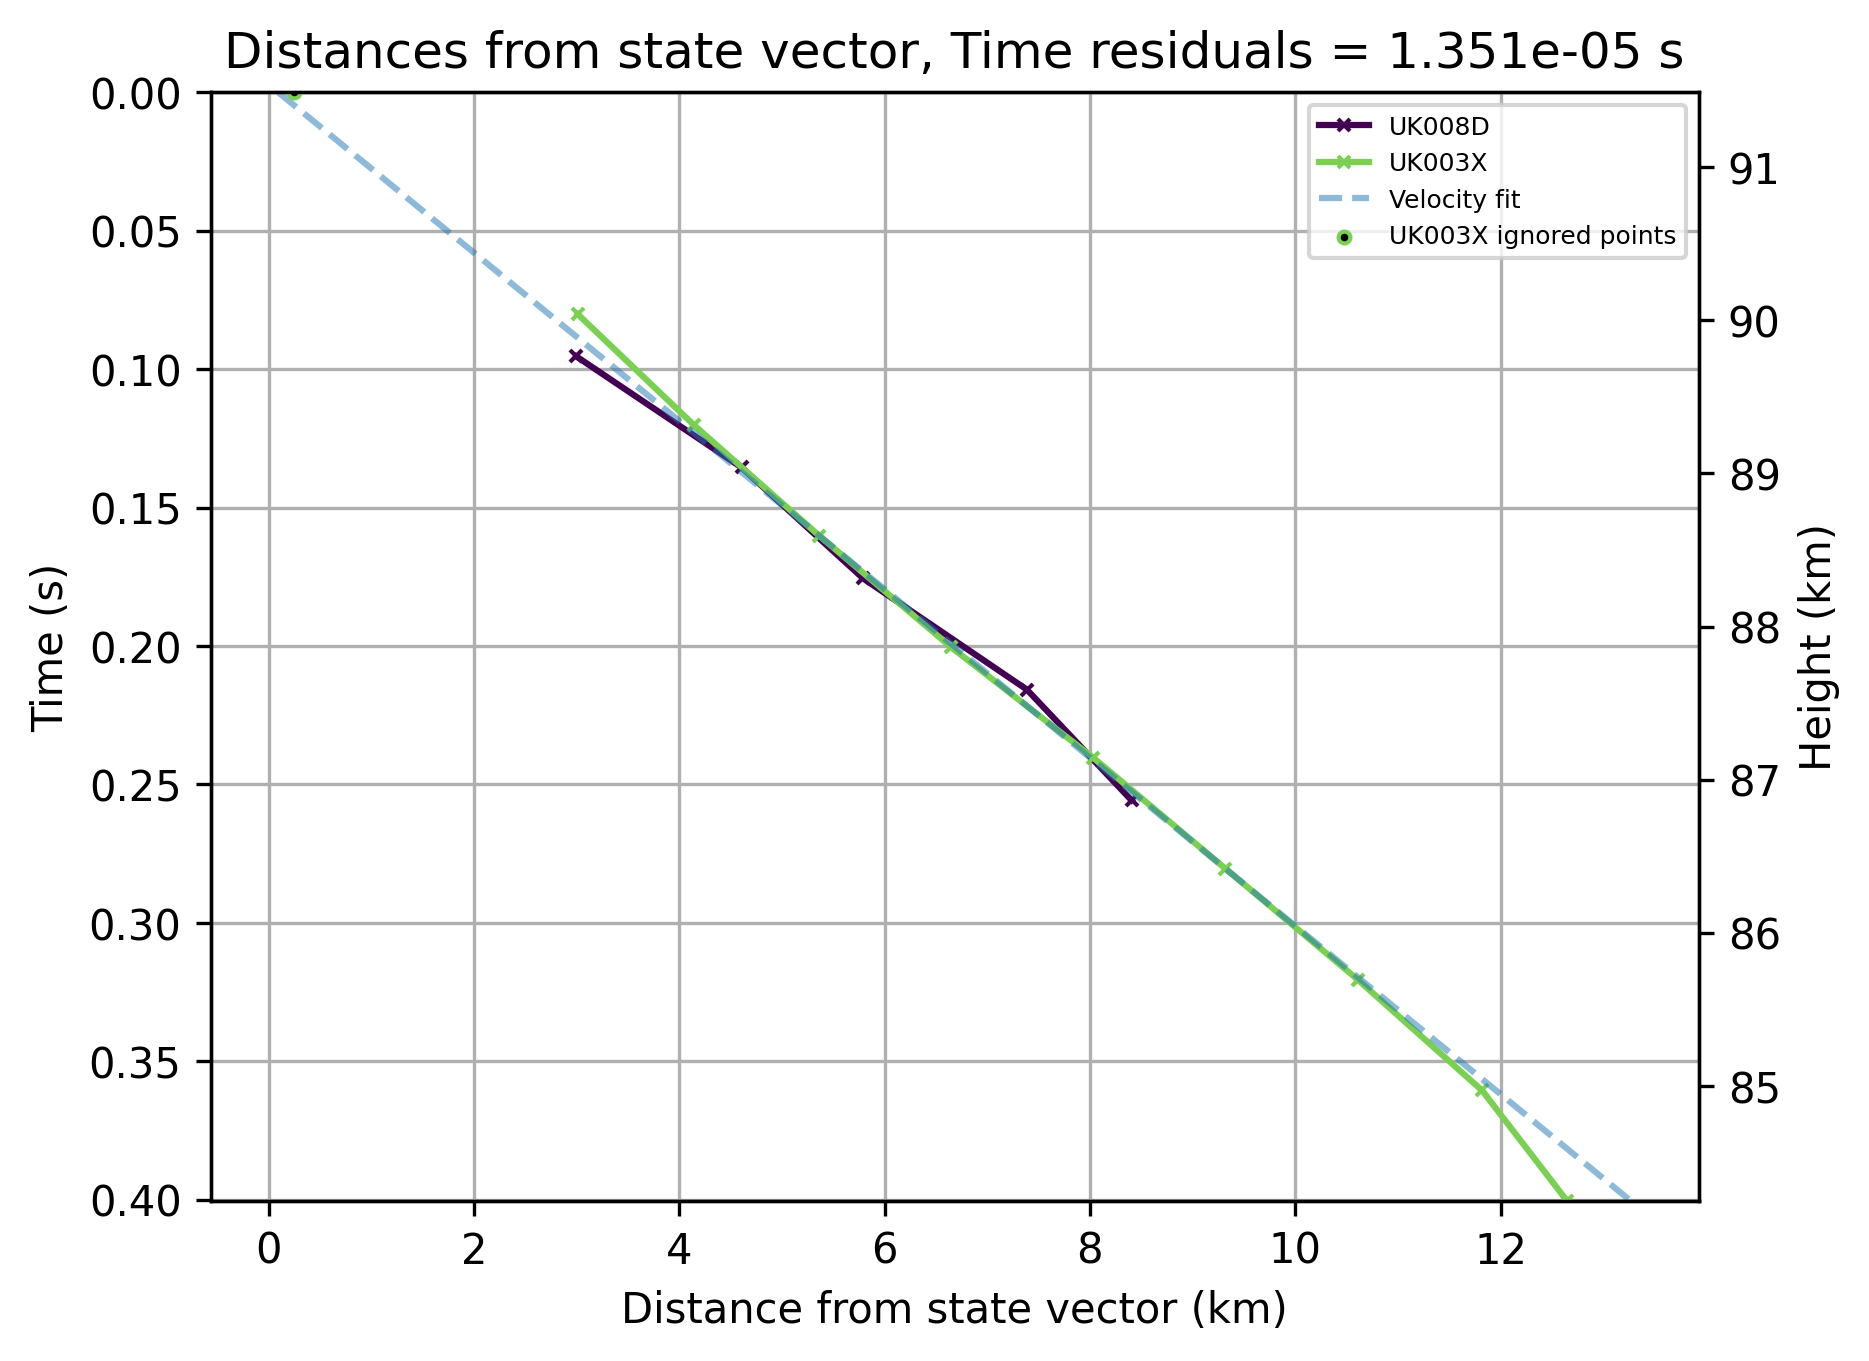 Distances from state vector, Time residuals = 1.351e-05 s
UK008D
UK003X
Velocity fit
UK003X ignored points
0.00
0.05
0.10
0.15
0.20
0.25
0.30
0.35
0.40
Time (s)
91
90
89
88
87
86
85
Height (km)
0 2 4 6 8 10 12
Distance from state vector (km)